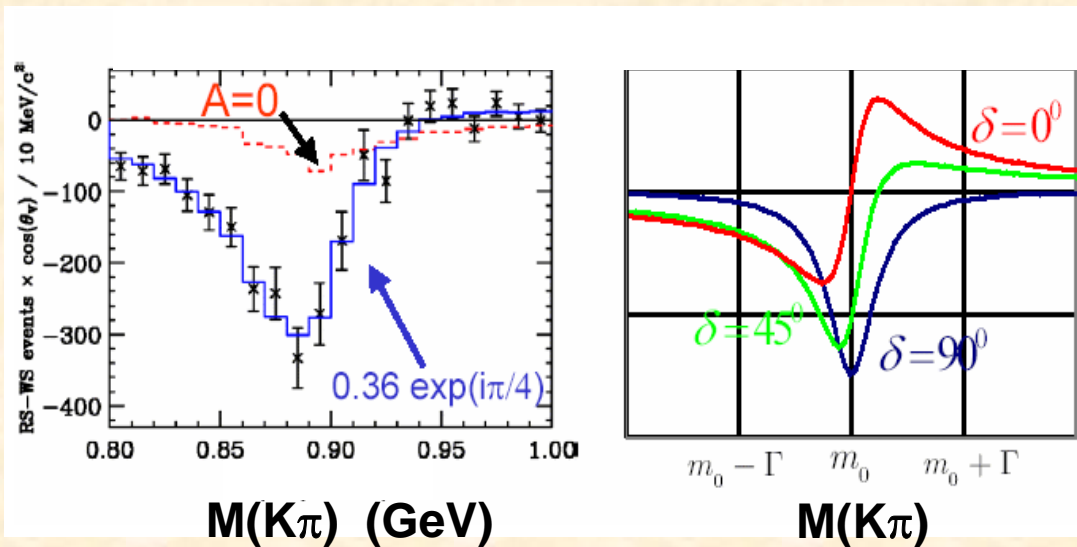 RS-WS events × cos(θᵥ) / 10 MeV/c²
0
−100
−200
−300
−400
A=0
0.36 exp(iπ/4)
0.80 0.85 0.90 0.95 1.00
M(Kπ) (GeV)
δ=0⁰
δ=45⁰
δ=90⁰
m₀ − Γ m₀ m₀ + Γ
M(Kπ)